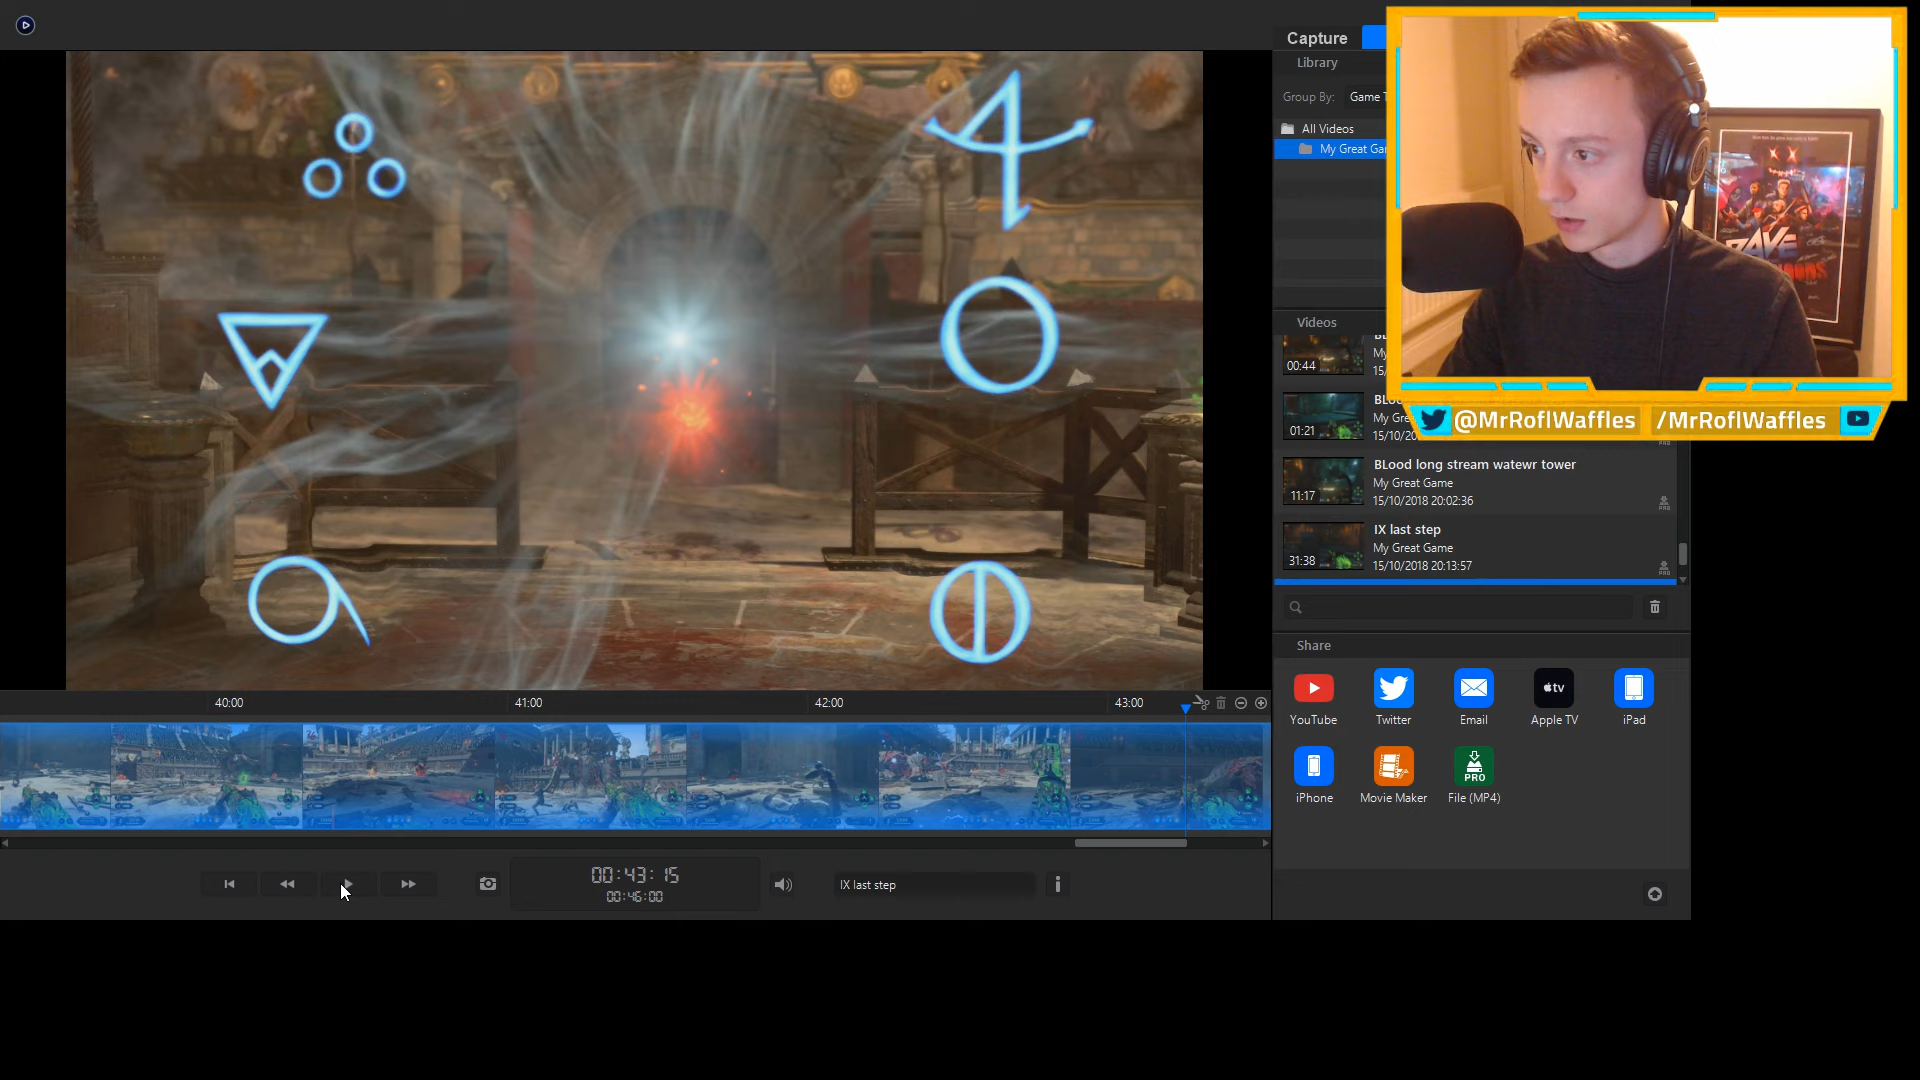 Capture
Library
Group By: Game T
All Videos
My Great Gar
Videos
00:44
My
15/
01:21
My Gre
15/10/20
BLood long stream watewr tower
My Great Game
15/10/2018 20:02:36
11:17
IX last step
My Great Game
15/10/2018 20:13:57
31:38
@MrRoflWaffles /MrRoflWaffles
Share
YouTube
Twitter
Email
Apple TV
iPad
iPhone
Movie Maker
File (MP4)
tv
PRO
40:00
41:00
42:00
43:00
00:43:15
00:46:00
IX last step